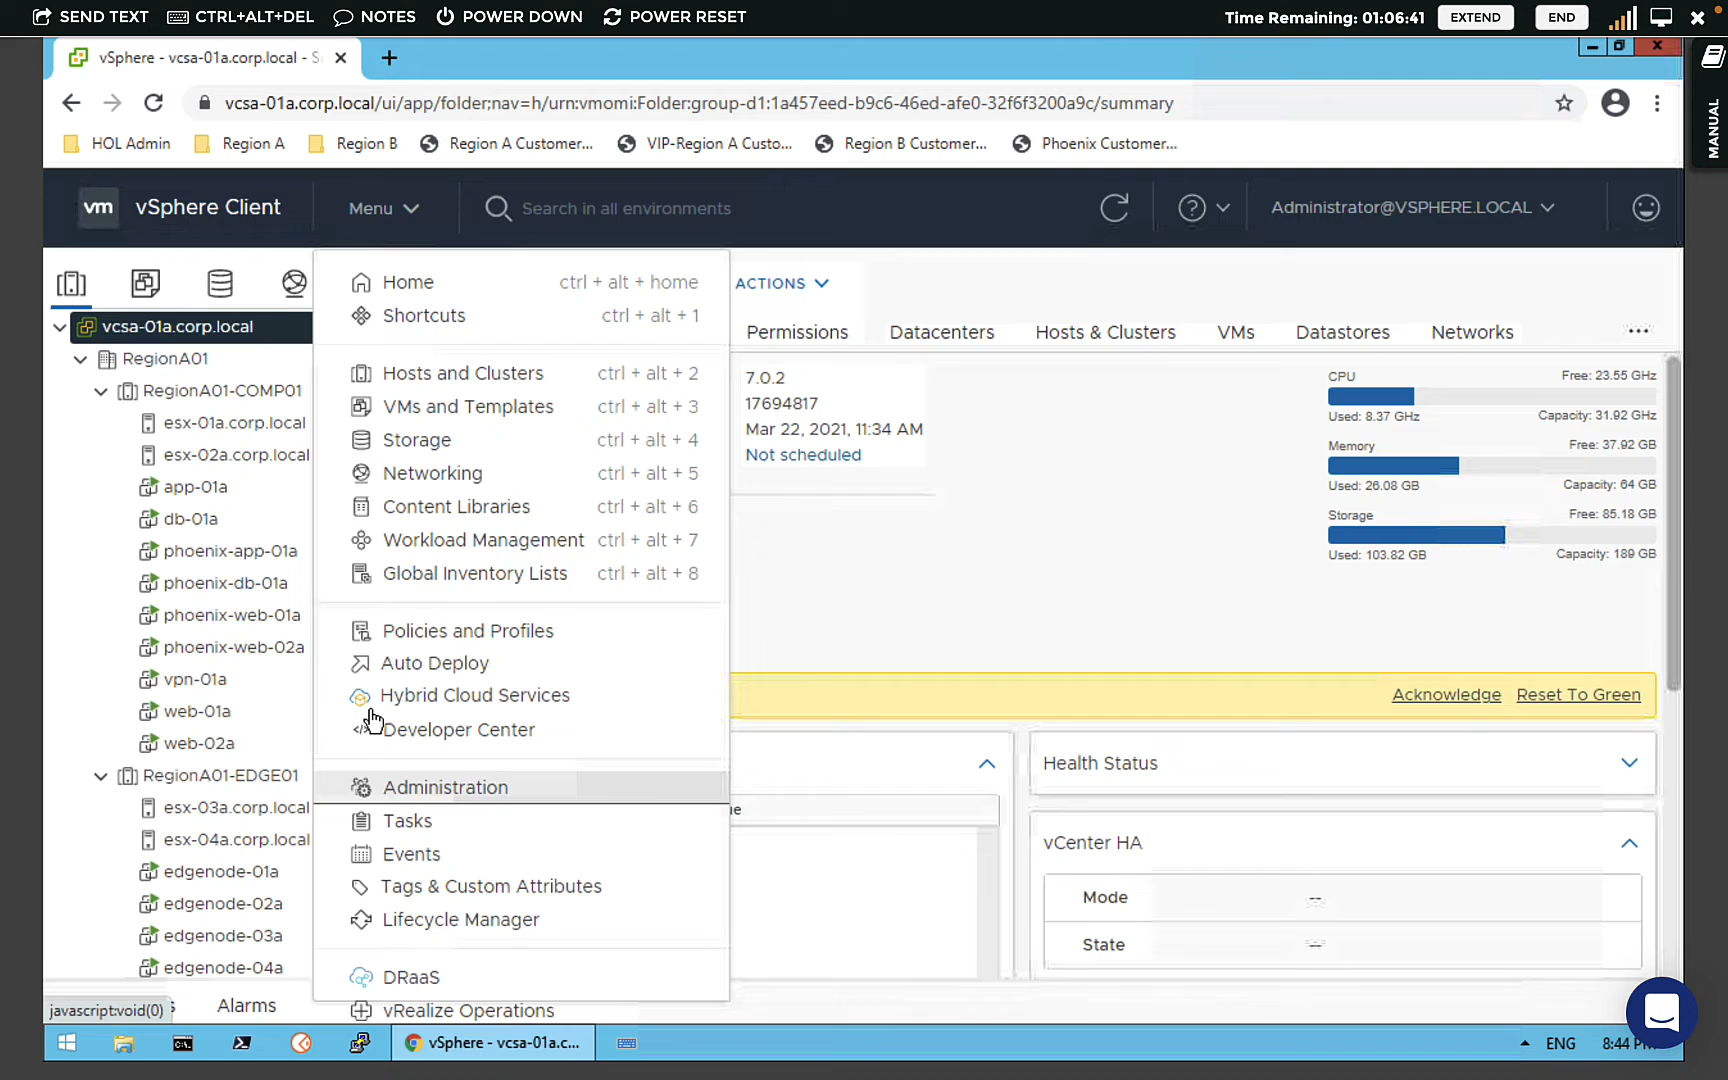 SEND TEXT CTRL+ALT+DEL NOTES POWER DOWN POWER RESET Time Remaining: 01:06:41 EXTEND END
MANUAL
vSphere - vcsa-01a.corp.local - S
vcsa-01a.corp.local/ui/app/folder;nav=h/urn:vmomi:Folder:group-d1:1a457eed-b9c6-46ed-afe0-32f6f3200a9c/summary
HOL Admin Region A Region B Region A Customer... VIP-Region A Custo... Region B Customer... Phoenix Customer...
vm vSphere Client Menu Search in all environments Administrator@VSPHERE.LOCAL
vcsa-01a.corp.local
RegionA01
RegionA01-COMP01
esx-01a.corp.local
esx-02a.corp.local
app-01a
db-01a
phoenix-app-01a
phoenix-db-01a
phoenix-web-01a
phoenix-web-02a
vpn-01a
web-01a
web-02a
RegionA01-EDGE01
esx-03a.corp.local
esx-04a.corp.local
edgenode-01a
edgenode-02a
edgenode-03a
edgenode-04a
Home ctrl + alt + home
Shortcuts ctrl + alt + 1
Hosts and Clusters ctrl + alt + 2
VMs and Templates ctrl + alt + 3
Storage ctrl + alt + 4
Networking ctrl + alt + 5
Content Libraries ctrl + alt + 6
Workload Management ctrl + alt + 7
Global Inventory Lists ctrl + alt + 8
Policies and Profiles
Auto Deploy
Hybrid Cloud Services
Developer Center
Administration
Tasks
Events
Tags & Custom Attributes
Lifecycle Manager
DRaaS
vRealize Operations
ACTIONS
Permissions Datacenters Hosts & Clusters VMs Datastores Networks ...
7.0.2
17694817
Mar 22, 2021, 11:34 AM
Not scheduled
CPU Free: 23.55 GHz
Used: 8.37 GHz Capacity: 31.92 GHz
Memory Free: 37.92 GB
Used: 26.08 GB Capacity: 64 GB
Storage Free: 85.18 GB
Used: 103.82 GB Capacity: 189 GB
Acknowledge Reset To Green
Health Status
vCenter HA
Mode --
State --
javascript:void(0) Alarms
vSphere - vcsa-01a.c... ENG 8:44